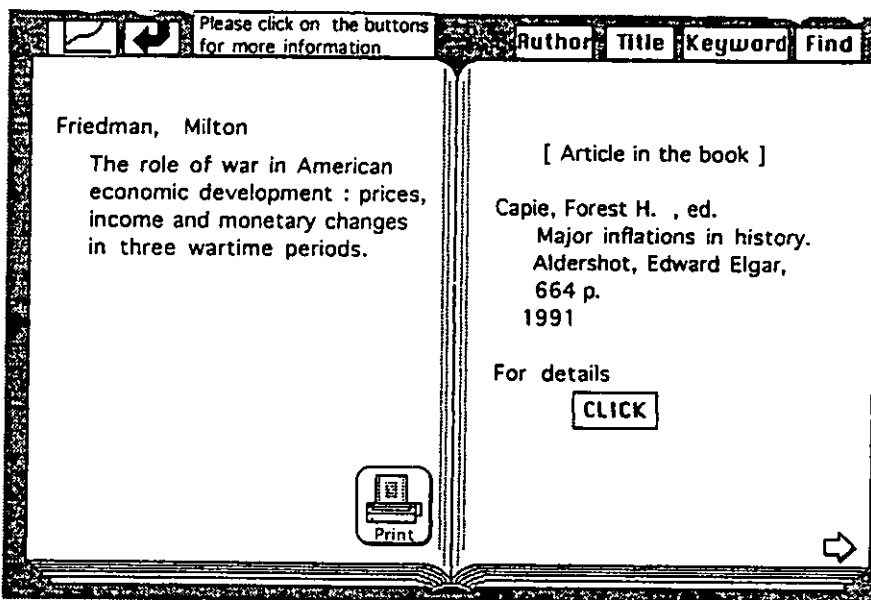 Please click on the buttons
for more information
Author Title Keyword Find
Friedman, Milton
The role of war in American
economic development : prices,
income and monetary changes
in three wartime periods.
Print
[ Article in the book ]
Capie, Forest H. , ed.
Major inflations in history.
Aldershot, Edward Elgar,
664 p.
1991
For details
CLICK